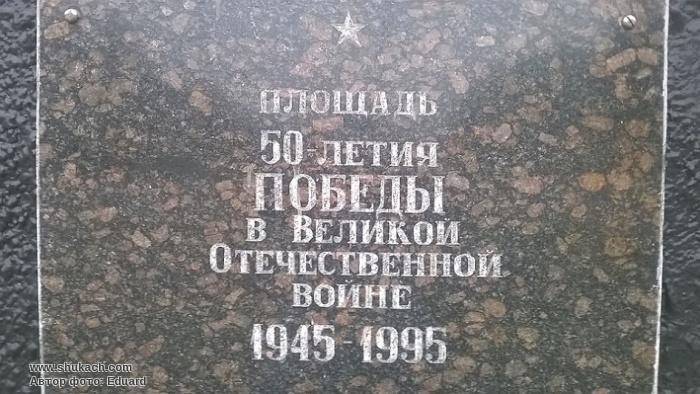 ПЛОЩАДЬ
50-ЛЕТИЯ
ПОБЕДЫ
В ВЕЛИКОЙ
ОТЕЧЕСТВЕННОЙ
ВОЙНЕ
1945-1995
www.shukach.com
Автор фото: Eduard